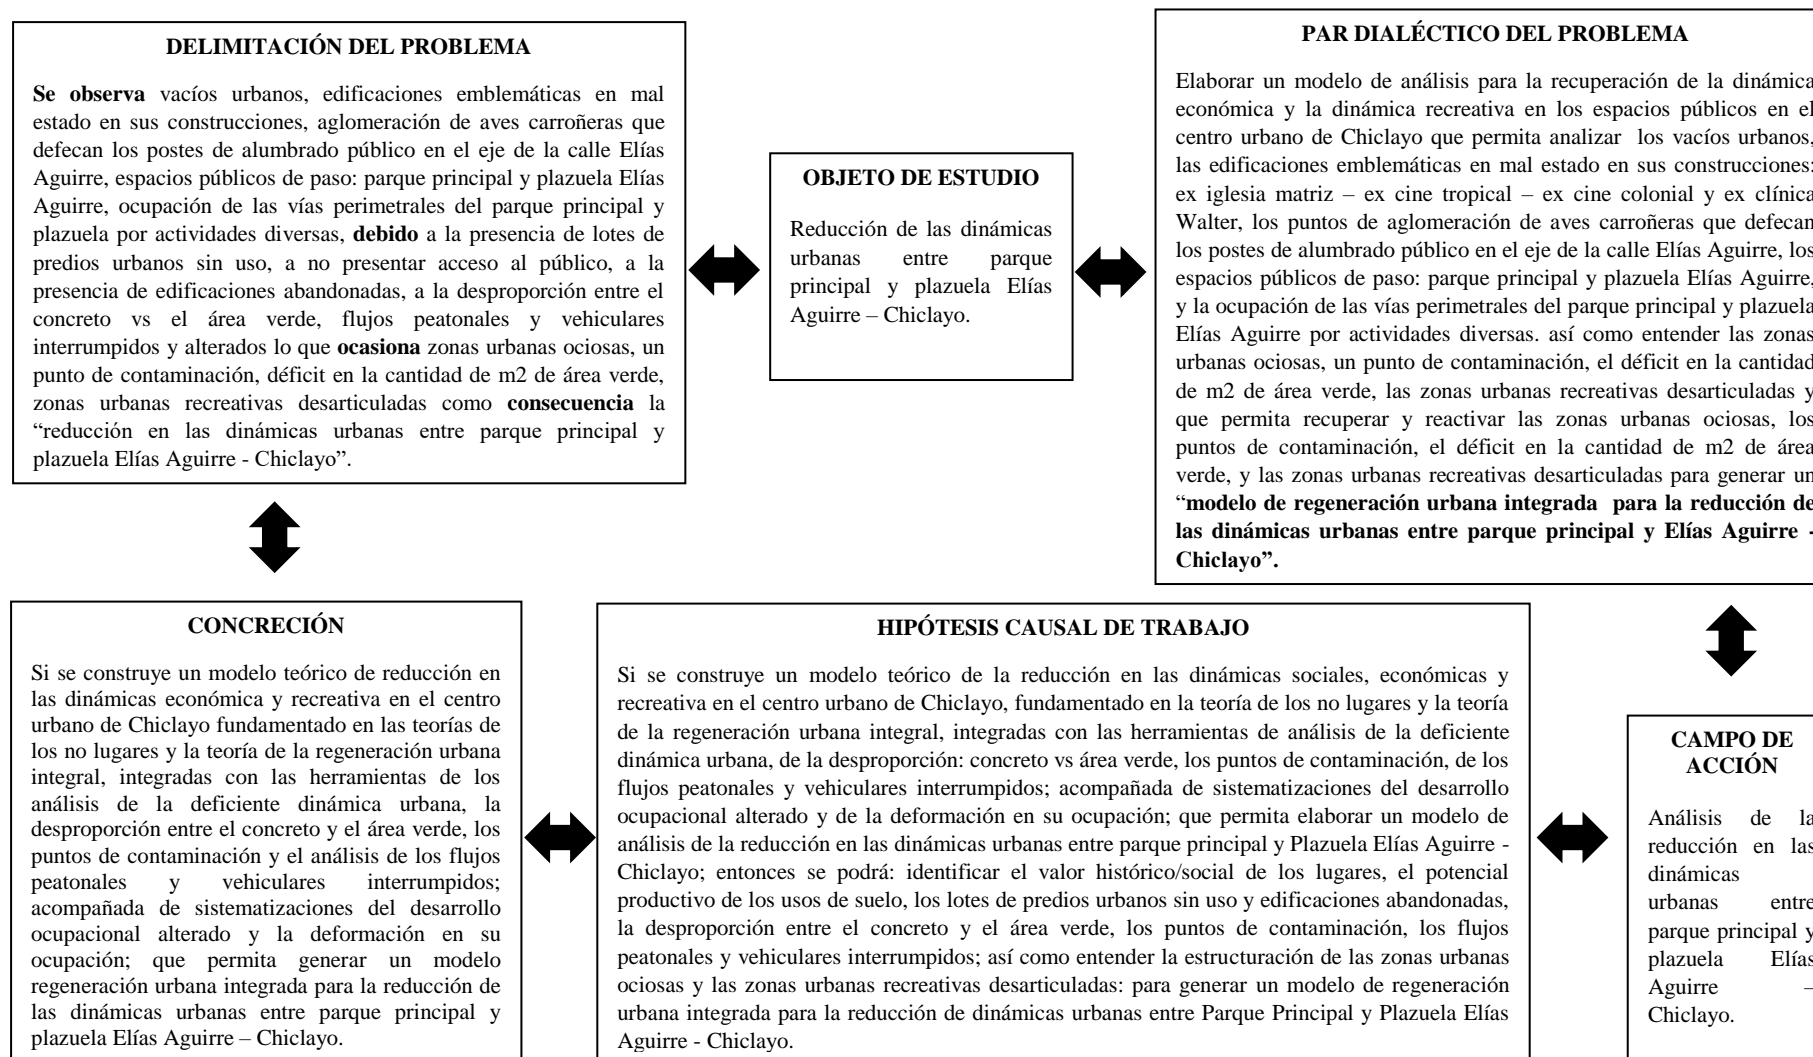 DELIMITACIÓN DEL PROBLEMA
Se observa vacíos urbanos, edificaciones emblemáticas en mal
estado en sus construcciones, aglomeración de aves carroñeras que
defecan los postes de alumbrado público en el eje de la calle Elías
Aguirre, espacios públicos de paso: parque principal y plazuela Elías
Aguirre, ocupación de las vías perimetrales del parque principal y
plazuela por actividades diversas, debido a la presencia de lotes de
predios urbanos sin uso, a no presentar acceso al público, a la
presencia de edificaciones abandonadas, a la desproporción entre el
concreto vs el área verde, flujos peatonales y vehiculares
interrumpidos y alterados lo que ocasiona zonas urbanas ociosas, un
punto de contaminación, déficit en la cantidad de m2 de área verde,
zonas urbanas recreativas desarticuladas como consecuencia la
“reducción en las dinámicas urbanas entre parque principal y
plazuela Elías Aguirre - Chiclayo”.
OBJETO DE ESTUDIO
Reducción de las dinámicas
urbanas entre parque
principal y plazuela Elías
Aguirre – Chiclayo.
PAR DIALÉCTICO DEL PROBLEMA
Elaborar un modelo de análisis para la recuperación de la dinámica
económica y la dinámica recreativa en los espacios públicos en el
centro urbano de Chiclayo que permita analizar los vacíos urbanos,
las edificaciones emblemáticas en mal estado en sus construcciones:
ex iglesia matriz – ex cine tropical – ex cine colonial y ex clínica
Walter, los puntos de aglomeración de aves carroñeras que defecan
los postes de alumbrado público en el eje de la calle Elías Aguirre, los
espacios públicos de paso: parque principal y plazuela Elías Aguirre,
y la ocupación de las vías perimetrales del parque principal y plazuela
Elías Aguirre por actividades diversas. así como entender las zonas
urbanas ociosas, un punto de contaminación, el déficit en la cantidad
de m2 de área verde, las zonas urbanas recreativas desarticuladas y
que permita recuperar y reactivar las zonas urbanas ociosas, los
puntos de contaminación, el déficit en la cantidad de m2 de área
verde, y las zonas urbanas recreativas desarticuladas para generar un
“modelo de regeneración urbana integrada para la reducción de
las dinámicas urbanas entre parque principal y Elías Aguirre -
Chiclayo”.
CONCRECIÓN
Si se construye un modelo teórico de reducción en
las dinámicas económica y recreativa en el centro
urbano de Chiclayo fundamentado en las teorías de
los no lugares y la teoría de la regeneración urbana
integral, integradas con las herramientas de los
análisis de la deficiente dinámica urbana, la
desproporción entre el concreto y el área verde, los
puntos de contaminación y el análisis de los flujos
peatonales y vehiculares interrumpidos;
acompañada de sistematizaciones del desarrollo
ocupacional alterado y la deformación en su
ocupación; que permita generar un modelo
regeneración urbana integrada para la reducción de
las dinámicas urbanas entre parque principal y
plazuela Elías Aguirre – Chiclayo.
HIPÓTESIS CAUSAL DE TRABAJO
Si se construye un modelo teórico de la reducción en las dinámicas sociales, económicas y
recreativa en el centro urbano de Chiclayo, fundamentado en la teoría de los no lugares y la teoría
de la regeneración urbana integral, integradas con las herramientas de análisis de la deficiente
dinámica urbana, de la desproporción: concreto vs área verde, los puntos de contaminación, de los
flujos peatonales y vehiculares interrumpidos; acompañada de sistematizaciones del desarrollo
ocupacional alterado y de la deformación en su ocupación; que permita elaborar un modelo de
análisis de la reducción en las dinámicas urbanas entre parque principal y Plazuela Elías Aguirre -
Chiclayo; entonces se podrá: identificar el valor histórico/social de los lugares, el potencial
productivo de los usos de suelo, los lotes de predios urbanos sin uso y edificaciones abandonadas,
la desproporción entre el concreto y el área verde, los puntos de contaminación, los flujos
peatonales y vehiculares interrumpidos; así como entender la estructuración de las zonas urbanas
ociosas y las zonas urbanas recreativas desarticuladas: para generar un modelo de regeneración
urbana integrada para la reducción de dinámicas urbanas entre Parque Principal y Plazuela Elías
Aguirre - Chiclayo.
CAMPO DE
ACCIÓN
Análisis de la
reducción en las
dinámicas
urbanas entre
parque principal y
plazuela Elías
Aguirre –
Chiclayo.